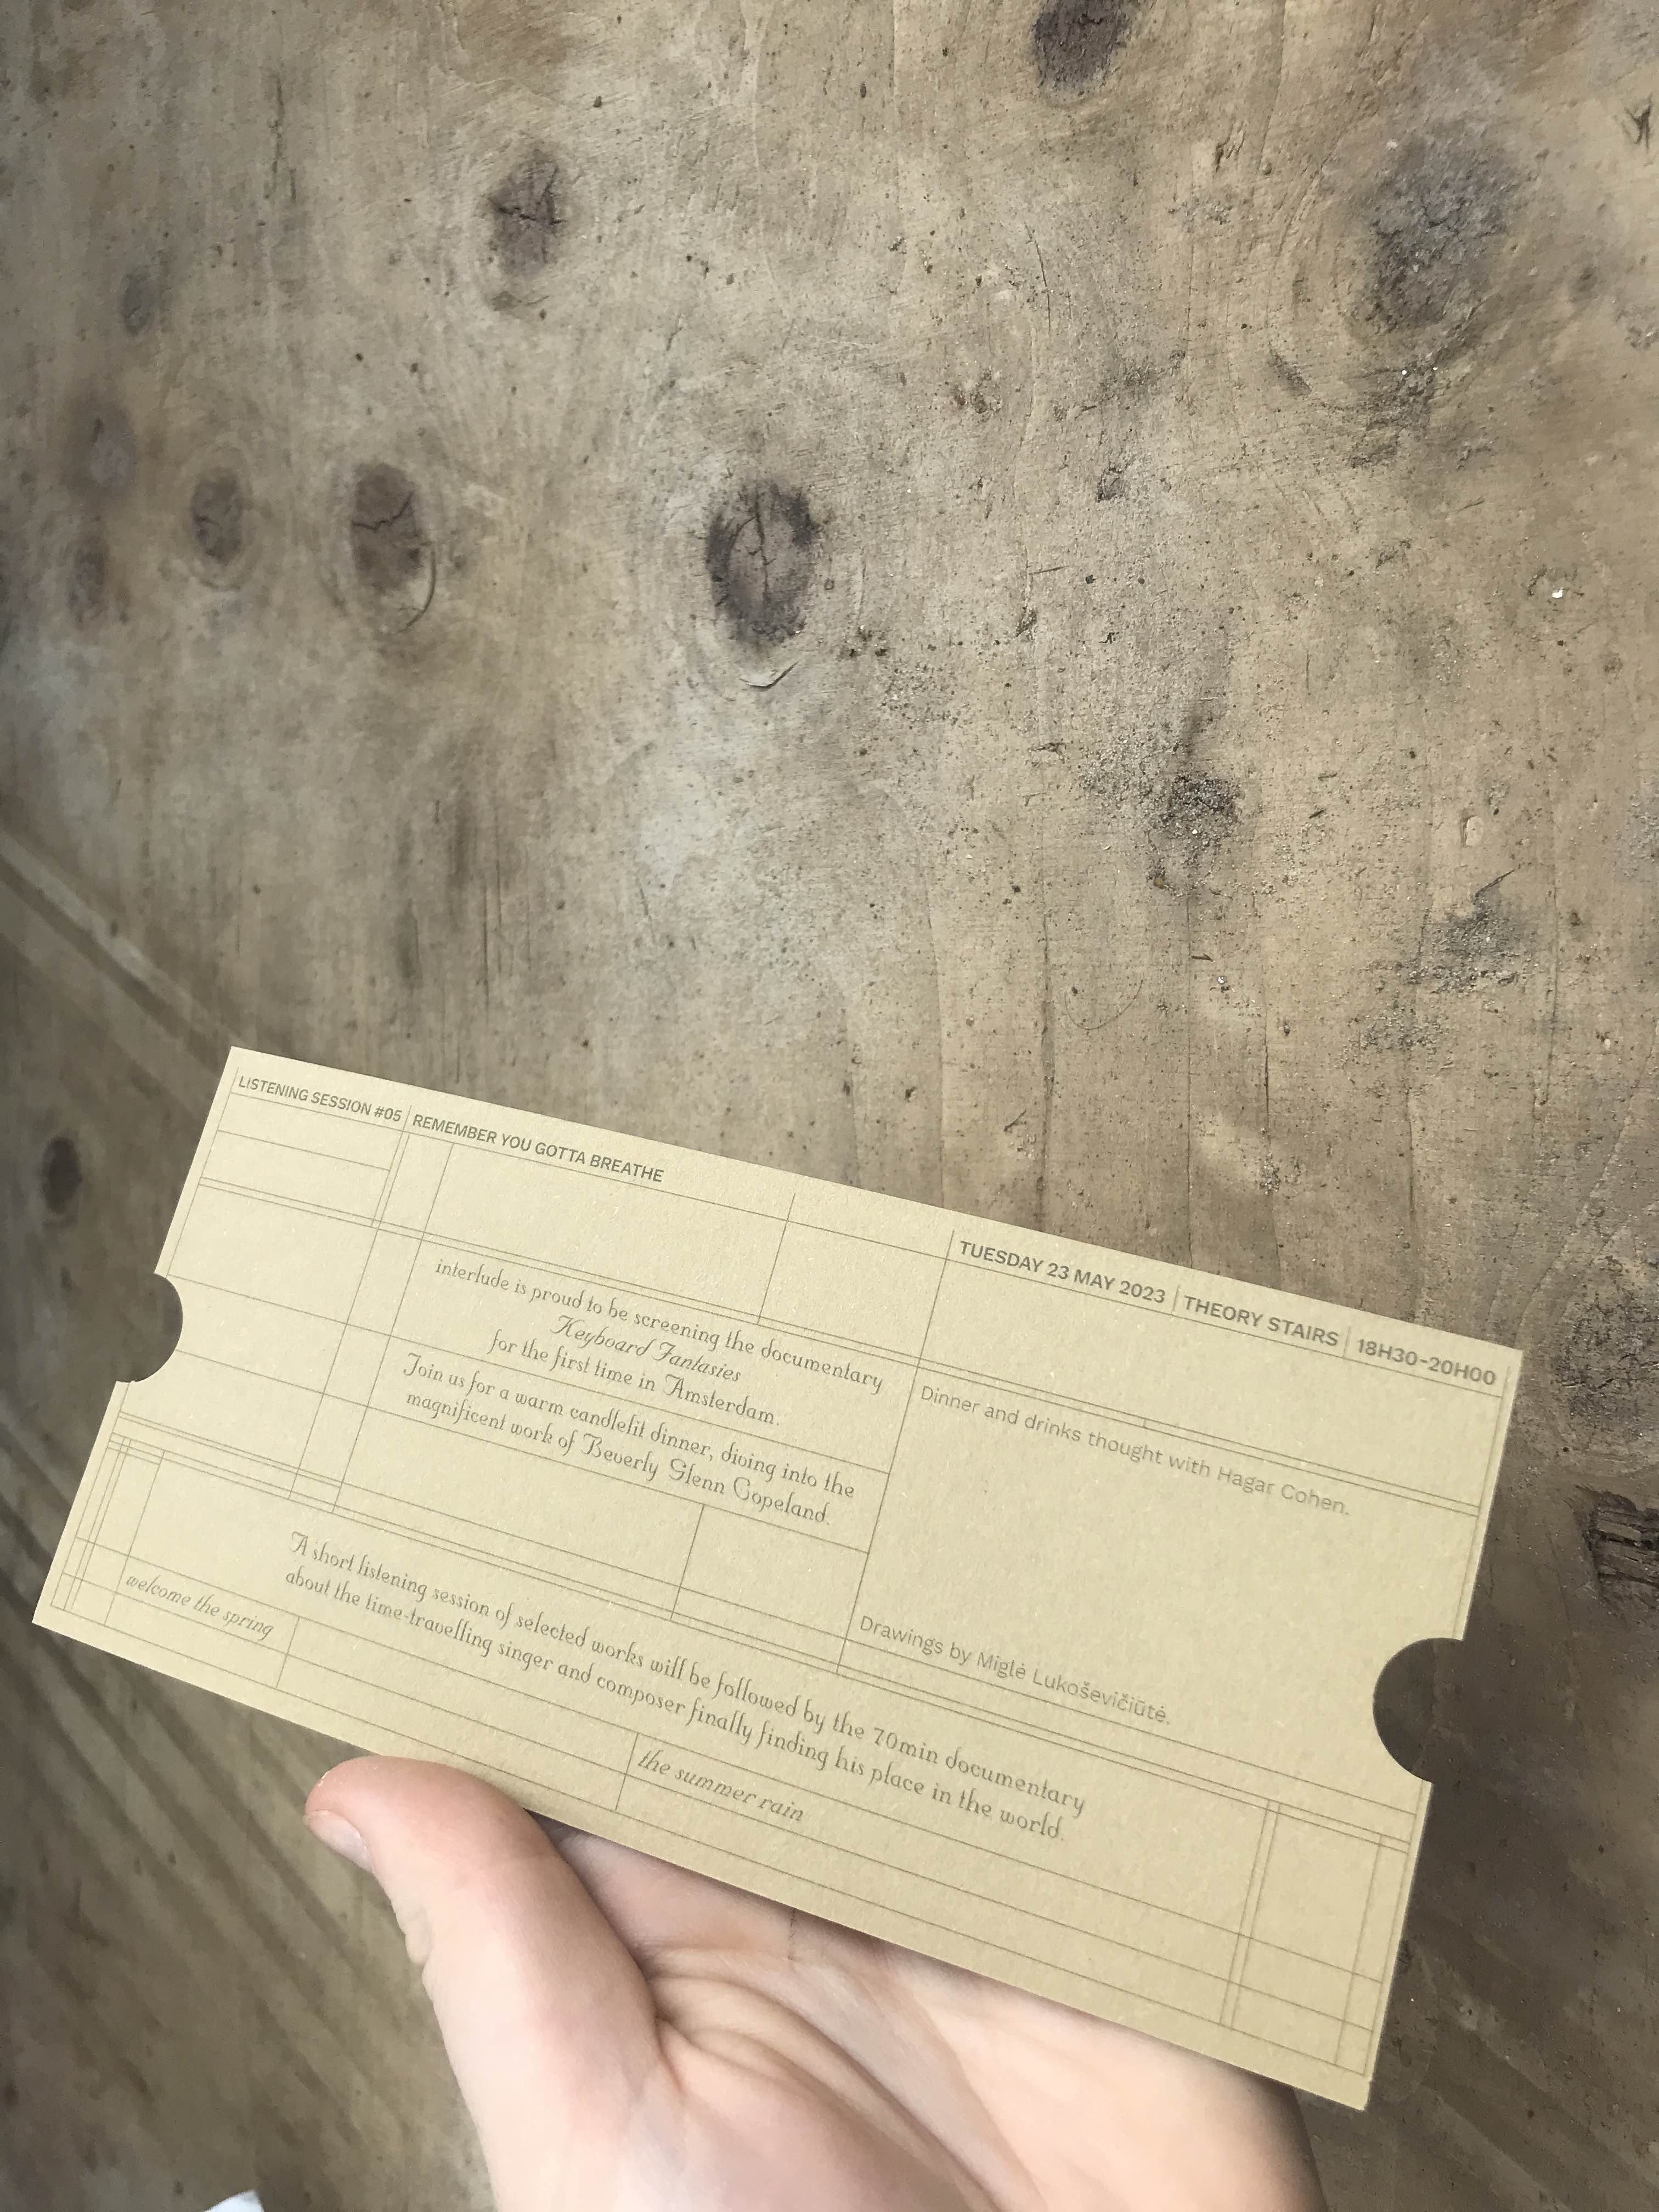 LISTENING SESSION #05 REMEMBER YOU GOTTA BREATHE
TUESDAY 23 MAY 2023 THEORY STAIRS 18H30-20H00
interlude is proud to be screening the documentary
Keyboard Fantasies
for the first time in Amsterdam.
Join us for a warm candlelit dinner, diving into the
magnificent work of Beverly Glenn Copeland.
Dinner and drinks thought with Hagar Cohen.
Drawings by Miglė Lukoševičiūtė.
A short listening session of selected works will be followed by the 70min documentary
about the time-travelling singer and composer finally finding his place in the world.
welcome the spring
the summer rain